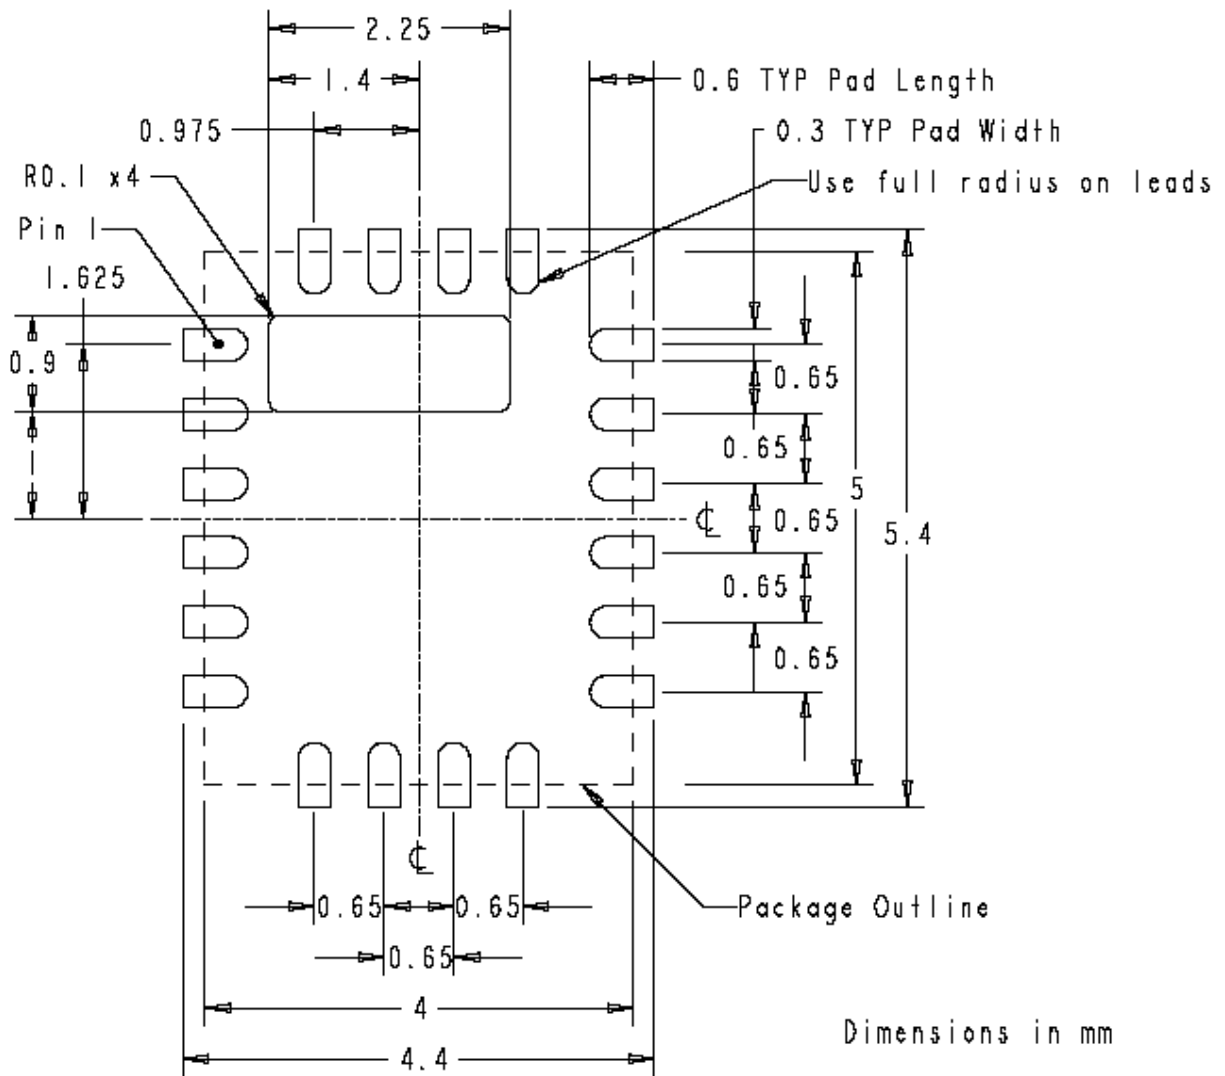 2.25
1.4
0.6 TYP Pad Length
0.975
0.3 TYP Pad Width
R0.1 x4
Use full radius on leads
Pin 1
1.625
0.9
0.65
0.65
5
0.65
5.4
0.65
0.65
0.65
0.65
Package Outline
0.65
4
Dimensions in mm
4.4